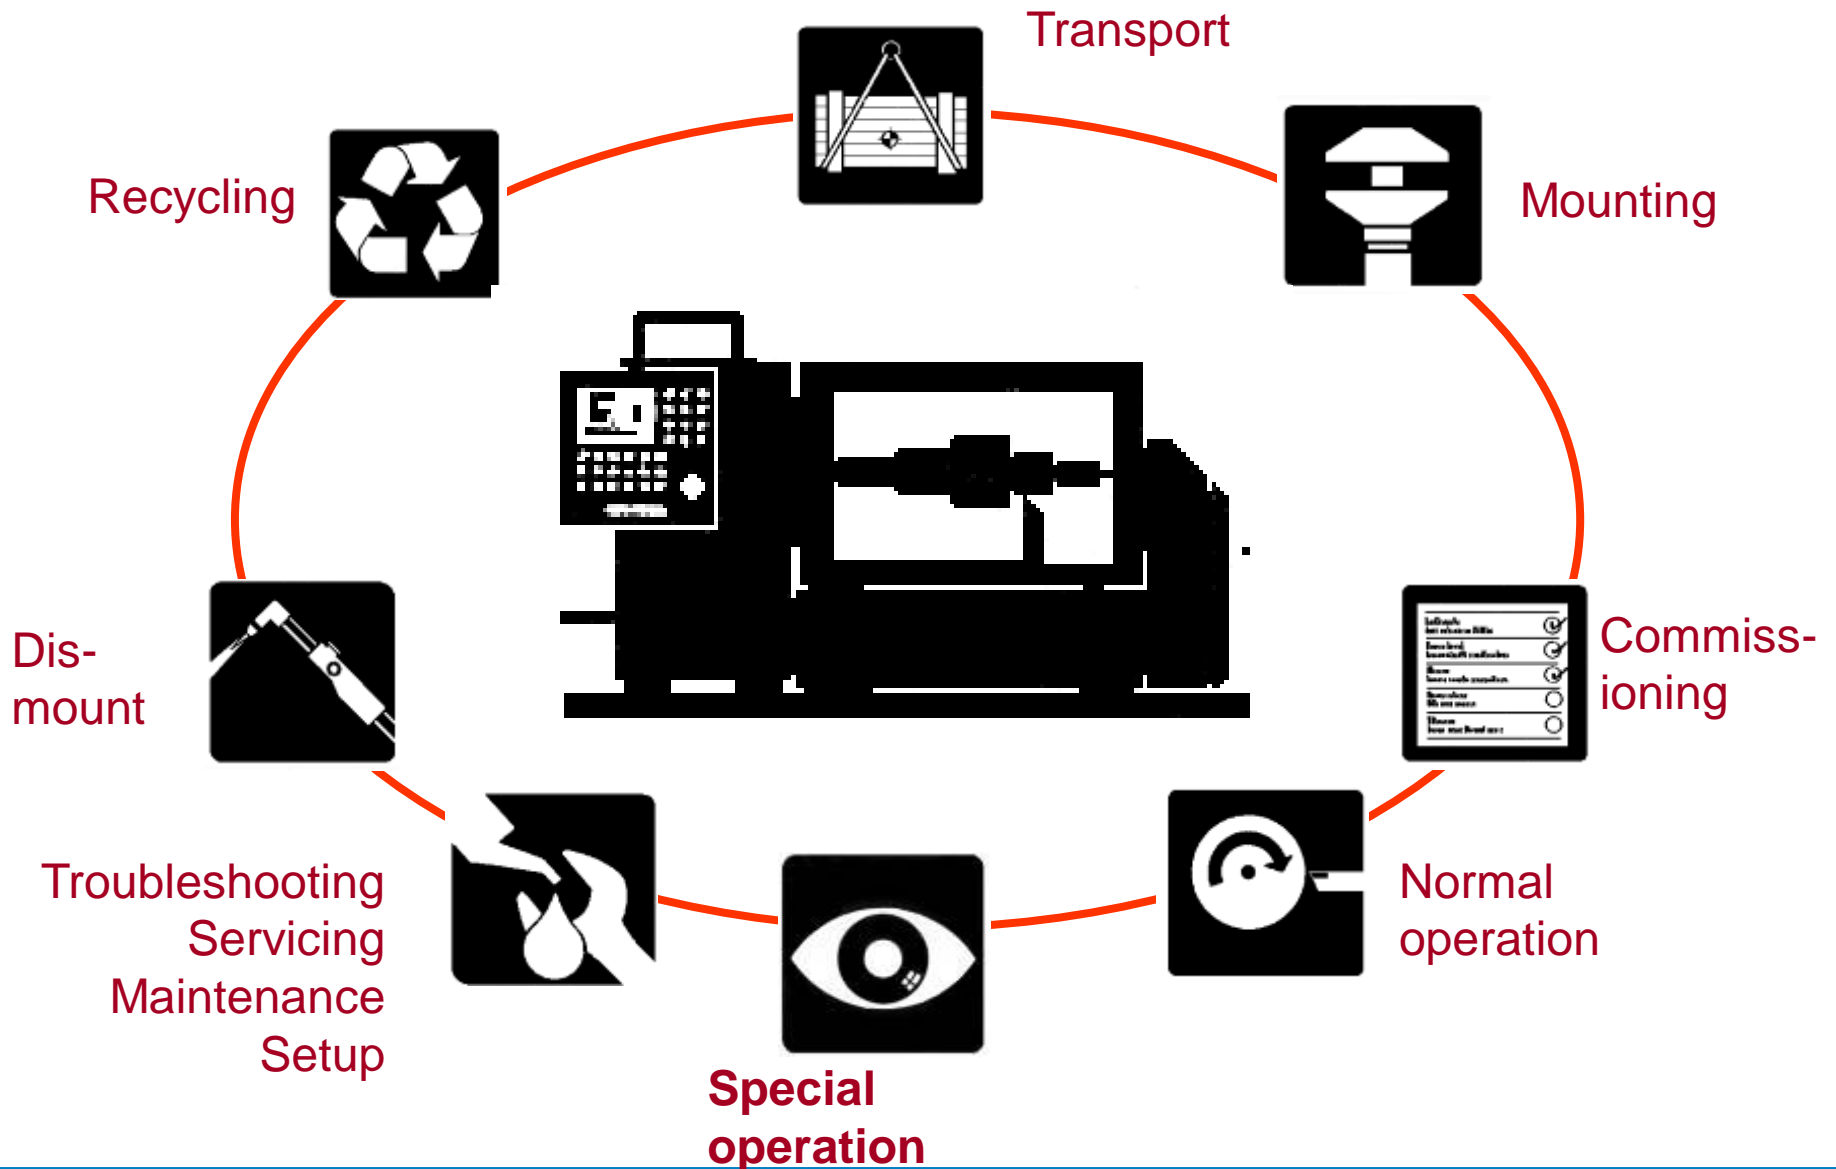 Transport
Recycling
Mounting
Dis-
mount
Commiss-
ioning
Troubleshooting
Servicing
Maintenance
Setup
Normal
operation
Special
operation